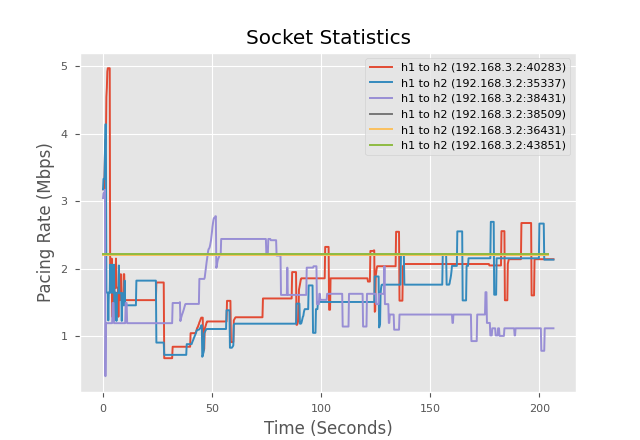 Socket Statistics
h1 to h2 (192.168.3.2:40283)
h1 to h2 (192.168.3.2:35337)
h1 to h2 (192.168.3.2:38431)
h1 to h2 (192.168.3.2:38509)
h1 to h2 (192.168.3.2:36431)
h1 to h2 (192.168.3.2:43851)
Pacing Rate (Mbps)
5
4
3
2
1
0
50
100
150
200
Time (Seconds)